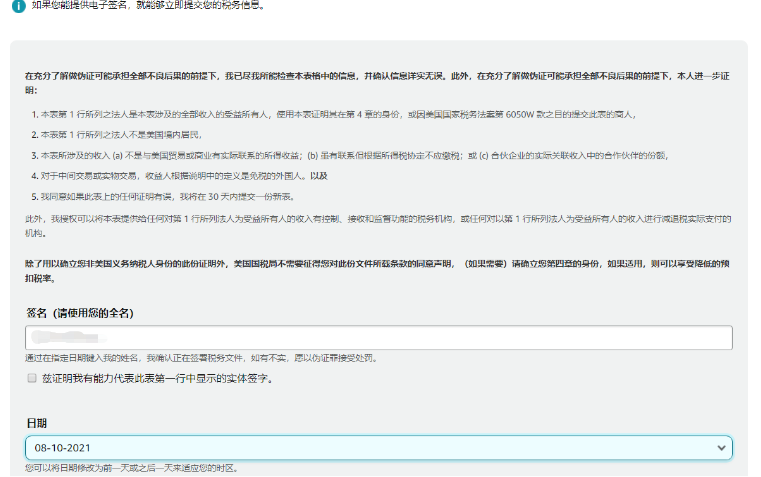 如果您能提供电子签名，就能够立即提交您的税务信息。
在充分了解做伪证可能承担全部不良后果的前提下，我已尽我所能检查本表格中的信息，并确认信息详实无误。此外，在充分了解做伪证可能承担全部不良后果的前提下，本人进一步证
明：
1. 本表第 1 行所列之法人是本表涉及的全部收入的受益所有人，使用本表证明其在第 4 章的身份，或因美国国家税务法案第 6050W 款之目的提交此表的商人，
2. 本表第 1 行所列之法人不是美国境内居民，
3. 本表所涉及的收入 (a) 不是与美国贸易或商业有实际联系的所得收益；(b) 虽有联系但根据所得税协定不应缴税；或 (c) 合伙企业的实际关联收入中的合作伙伴的份额，
4. 对于中间交易或实物交易，收益人根据说明中的定义是免税的外国人。以及
5. 我同意如果此表上的任何证明有误，我将在 30 天内提交一份新表。
此外，我授权可以将本表提供给任何对第 1 行所列法人为受益所有人的收入有控制、接收和监督功能的税务机构，或任何对以第 1 行所列法人为受益所有人的收入进行减退税实际支付的
机构。
除了用以确立您非美国义务纳税人身份的此份证明外，美国国税局不需要征得您对此份文件所载条款的同意声明，（如果需要）请确立您第四章的身份，如果适用，则可以享受降低的预
扣税率。
签名（请使用您的全名）
通过在指定日期键入我的姓名，我确认正在签署税务文件，如有不实，愿以伪证罪接受处罚。
兹证明我有能力代表此表第一行中显示的实体签字。
日期
08-10-2021
您可以将日期修改为前一天或之后一天来适应您的时区。